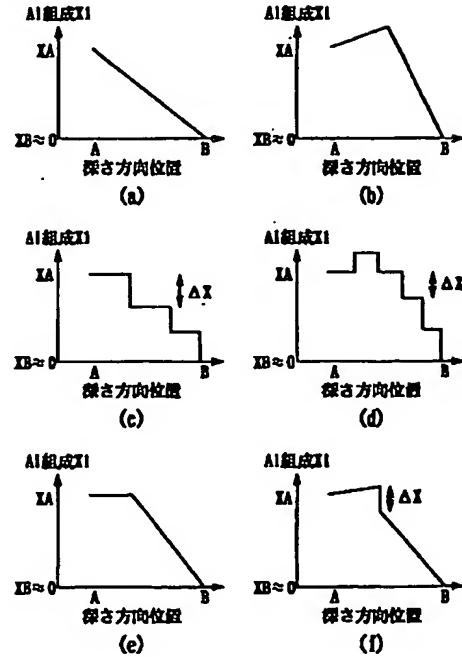 Al組成X1
XA
XB≈0
A
B
深さ方向位置
(a)
Al組成X1
XA
XB≈0
A
B
深さ方向位置
(b)
Al組成X1
XA
ΔX
XB≈0
A
B
深さ方向位置
(c)
Al組成X1
XA
ΔX
XB≈0
A
B
深さ方向位置
(d)
Al組成X1
XA
XB≈0
A
B
深さ方向位置
(e)
Al組成X1
XA
ΔX
XB≈0
A
B
深さ方向位置
(f)